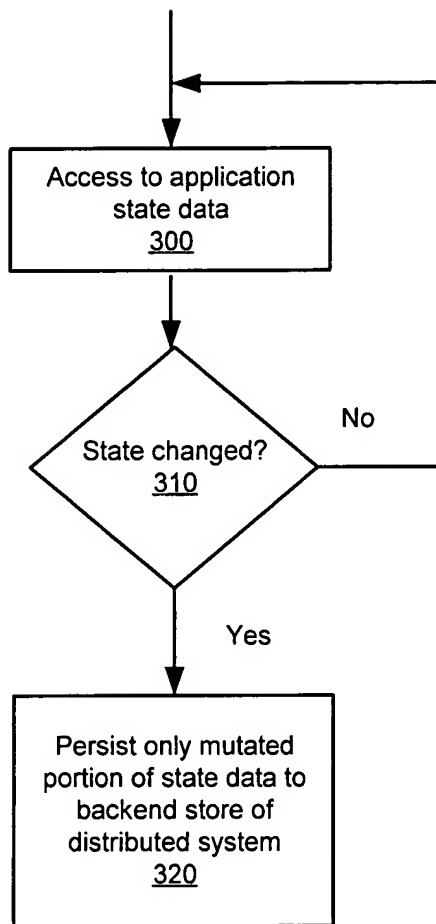 Access to application
state data
300
State changed?
310
No
Yes
Persist only mutated
portion of state data to
backend store of
distributed system
320